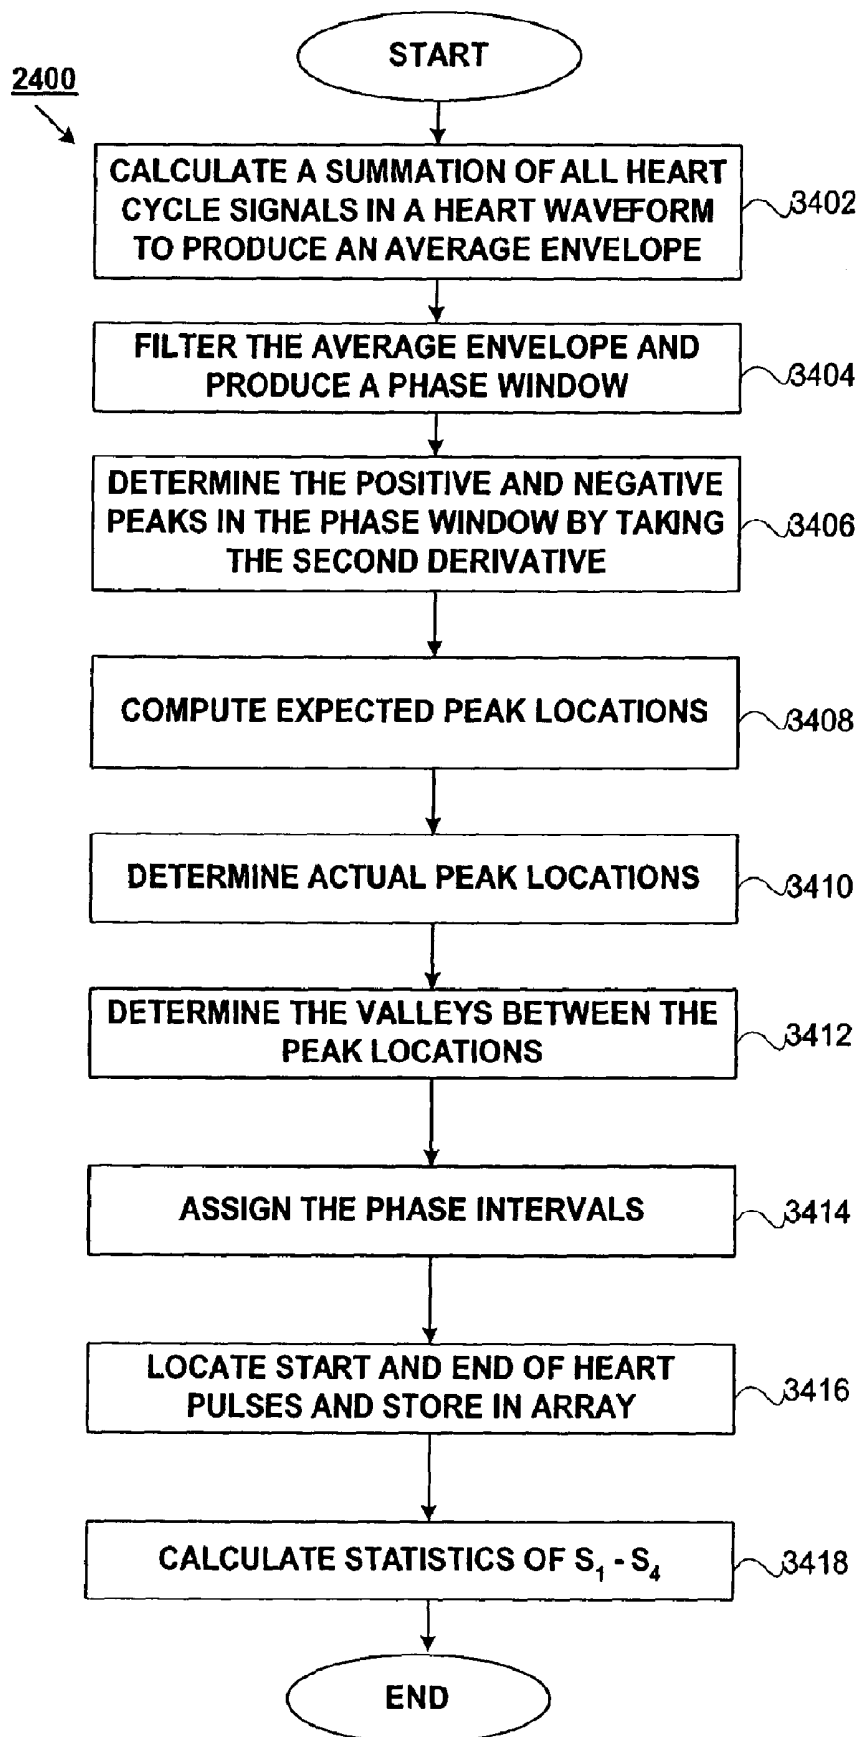 START
2400
CALCULATE A SUMMATION OF ALL HEART
CYCLE SIGNALS IN A HEART WAVEFORM
TO PRODUCE AN AVERAGE ENVELOPE
3402
FILTER THE AVERAGE ENVELOPE AND
PRODUCE A PHASE WINDOW
3404
DETERMINE THE POSITIVE AND NEGATIVE
PEAKS IN THE PHASE WINDOW BY TAKING
THE SECOND DERIVATIVE
3406
COMPUTE EXPECTED PEAK LOCATIONS
3408
DETERMINE ACTUAL PEAK LOCATIONS
3410
DETERMINE THE VALLEYS BETWEEN THE
PEAK LOCATIONS
3412
ASSIGN THE PHASE INTERVALS
3414
LOCATE START AND END OF HEART
PULSES AND STORE IN ARRAY
3416
CALCULATE STATISTICS OF S₁ - S₄
3418
END